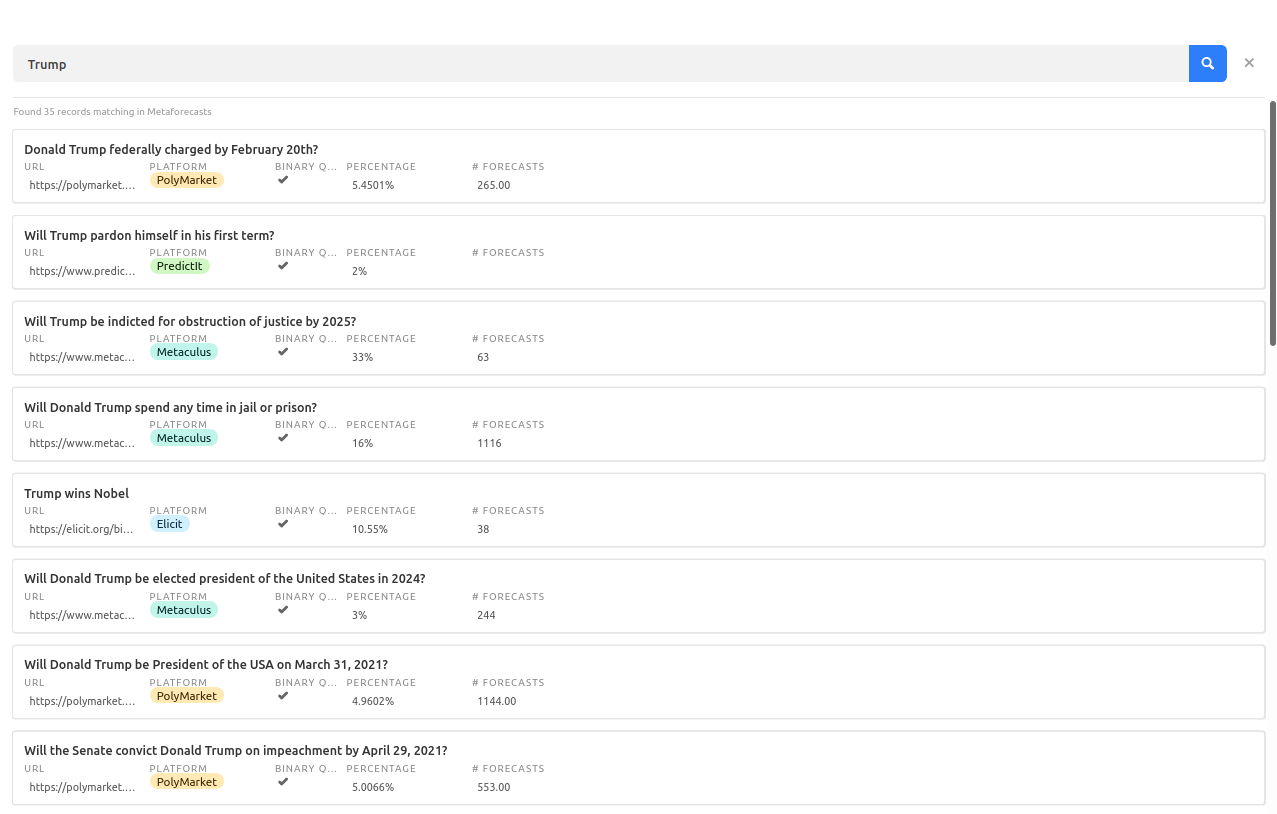 Trump
Found 35 records matching in Metaforecasts
Donald Trump federally charged by February 20th?
URL PLATFORM BINARY Q... PERCENTAGE # FORECASTS
https://polymarket.... PolyMarket 5.4501% 265.00
Will Trump pardon himself in his first term?
URL PLATFORM BINARY Q... PERCENTAGE # FORECASTS
https://www.predic... PredictIt 2%
Will Trump be indicted for obstruction of justice by 2025?
URL PLATFORM BINARY Q... PERCENTAGE # FORECASTS
https://www.metac... Metaculus 33% 63
Will Donald Trump spend any time in jail or prison?
URL PLATFORM BINARY Q... PERCENTAGE # FORECASTS
https://www.metac... Metaculus 16% 1116
Trump wins Nobel
URL PLATFORM BINARY Q... PERCENTAGE # FORECASTS
https://elicit.org/bi... Elicit 10.55% 38
Will Donald Trump be elected president of the United States in 2024?
URL PLATFORM BINARY Q... PERCENTAGE # FORECASTS
https://www.metac... Metaculus 3% 244
Will Donald Trump be President of the USA on March 31, 2021?
URL PLATFORM BINARY Q... PERCENTAGE # FORECASTS
https://polymarket.... PolyMarket 4.9602% 1144.00
Will the Senate convict Donald Trump on impeachment by April 29, 2021?
URL PLATFORM BINARY Q... PERCENTAGE # FORECASTS
https://polymarket.... PolyMarket 5.0066% 553.00